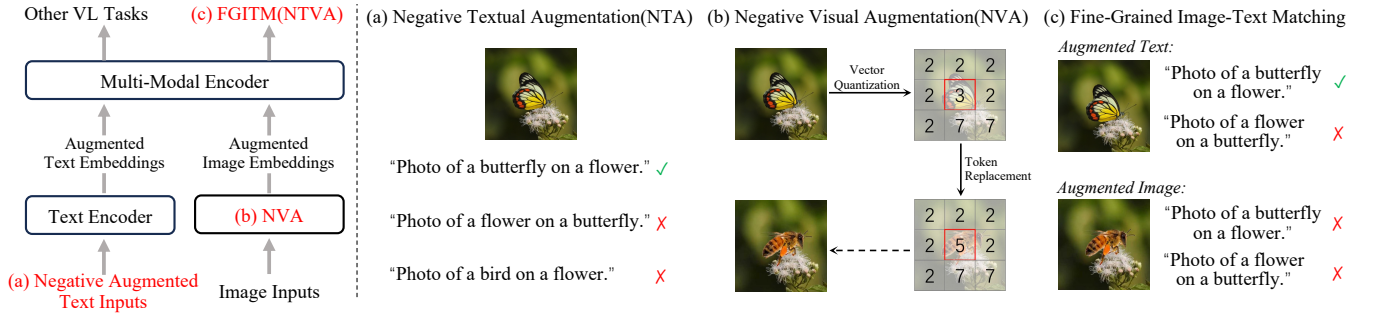 Other VL Tasks
(c) FGITM(NTVA)
Multi-Modal Encoder
Augmented
Text Embeddings
Augmented
Image Embeddings
Text Encoder
(b) NVA
(a) Negative Augmented
Text Inputs
Image Inputs
(a) Negative Textual Augmentation(NTA)
“Photo of a butterfly on a flower.” ✓
“Photo of a flower on a butterfly.” ✗
“Photo of a bird on a flower.” ✗
(b) Negative Visual Augmentation(NVA)
Vector
Quantization
2 2 2
2 3 2
2 7 7
Token
Replacement
2 2 2
2 5 2
2 7 7
(c) Fine-Grained Image-Text Matching
Augmented Text:
“Photo of a butterfly
on a flower.” ✓
“Photo of a flower
on a butterfly.” ✗
Augmented Image:
“Photo of a butterfly
on a flower.” ✗
“Photo of a flower
on a butterfly.” ✗